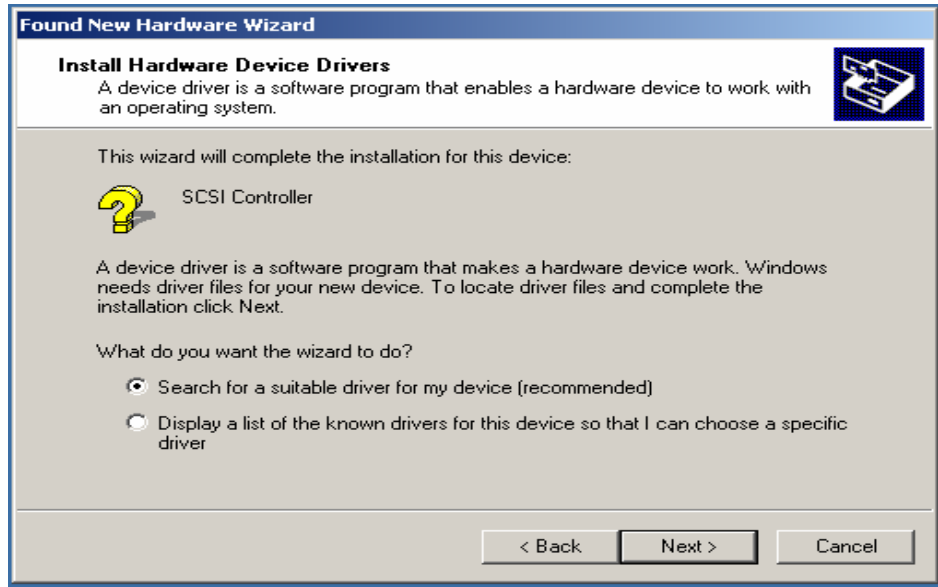 Found New Hardware Wizard
Install Hardware Device Drivers
A device driver is a software program that enables a hardware device to work with
an operating system.
This wizard will complete the installation for this device:
SCSI Controller
A device driver is a software program that makes a hardware device work. Windows
needs driver files for your new device. To locate driver files and complete the
installation click Next.
What do you want the wizard to do?
Search for a suitable driver for my device (recommended)
Display a list of the known drivers for this device so that I can choose a specific
driver
< Back Next > Cancel